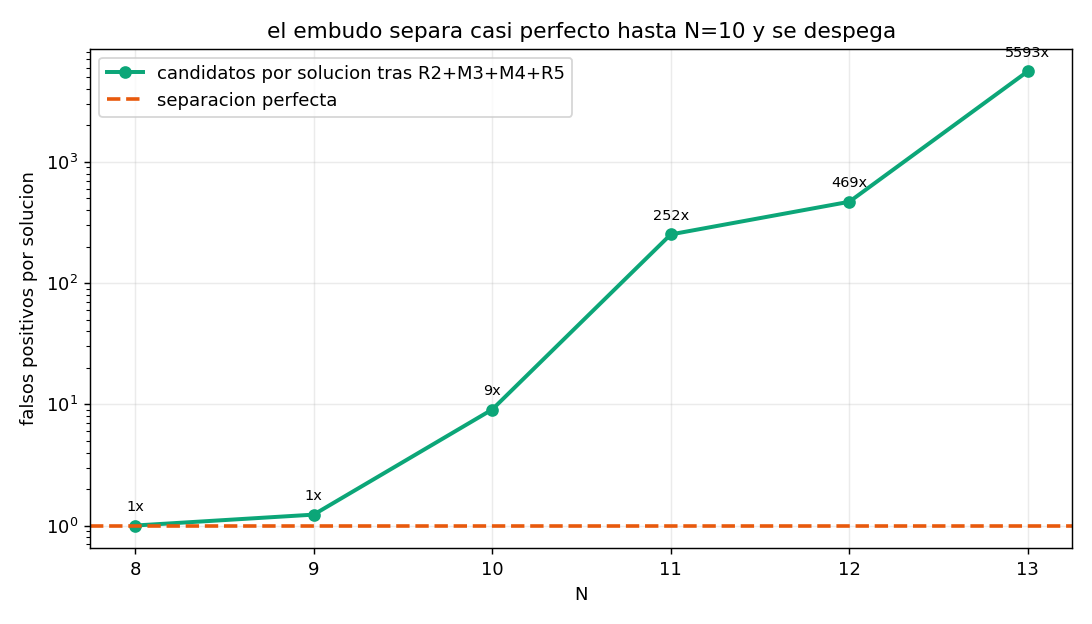 el embudo separa casi perfecto hasta N=10 y se despega
candidatos por solucion tras R2+M3+M4+R5
separacion perfecta
falsos positivos por solucion
10³
10²
10¹
10⁰
1x
1x
9x
252x
469x
5593x
8
9
10
11
12
13
N